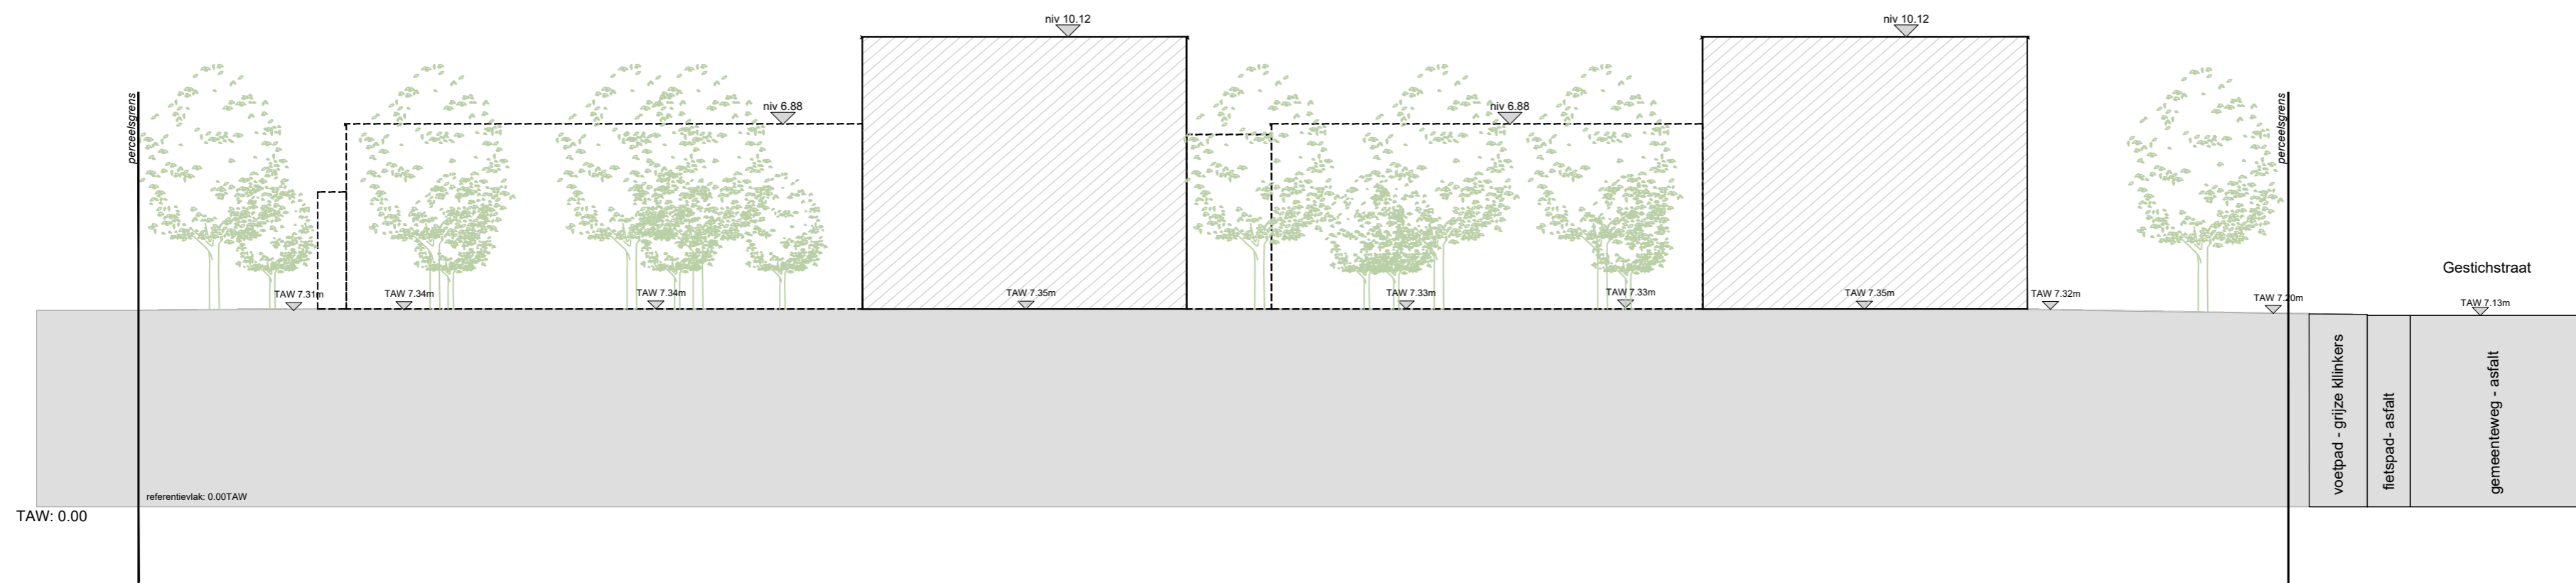 niv 10.12
niv 10.12
perceelsgrens
niv 6.88
niv 6.88
perceelsgrens
Gestichstraat
TAW 7.31m
TAW 7.34m
TAW 7.34m
TAW 7.35m
TAW 7.33m
TAW 7.33m
TAW 7.35m
TAW 7.32m
TAW 7.20m
TAW 7.13m
voetpad - grijze klinkers
fietspad- asfalt
gemeenteweg - asfalt
referentievlak: 0.00TAW
TAW: 0.00